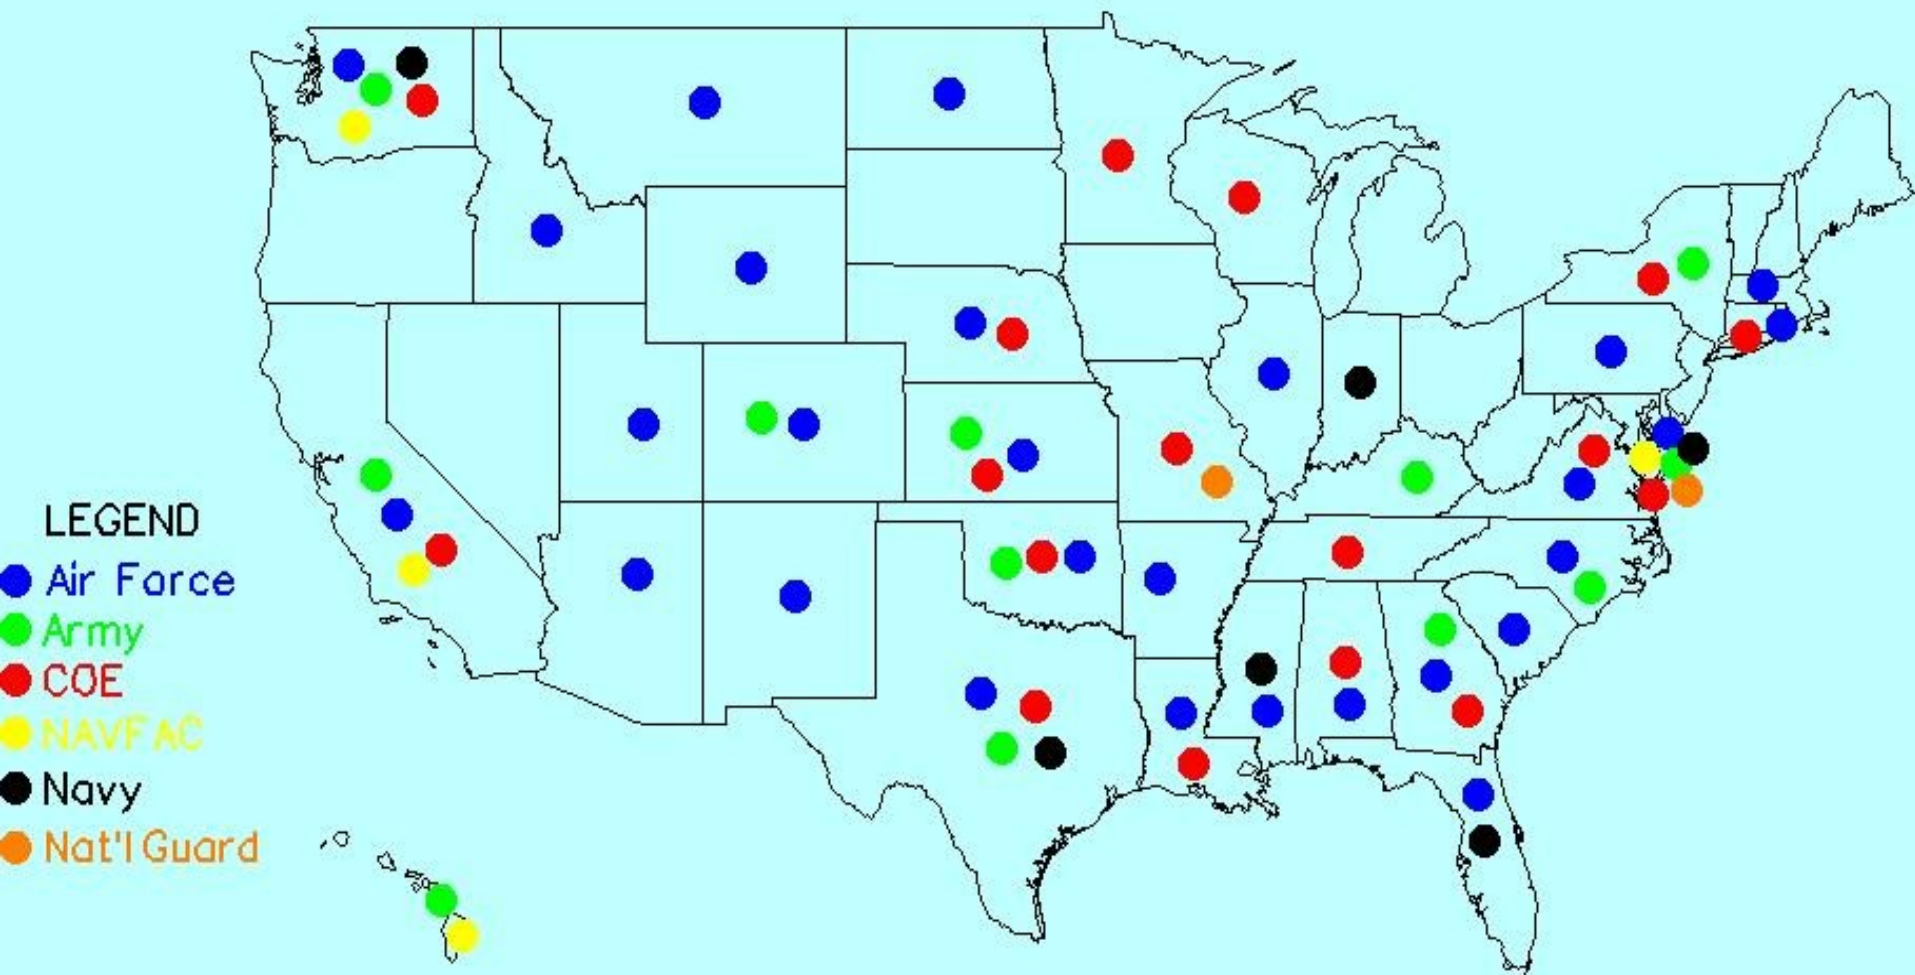 LEGEND
Air Force
Army
COE
NAVFAC
Navy
Nat'l Guard